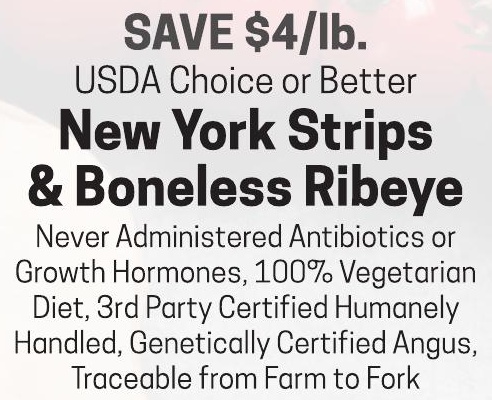 SAVE $4/lb.
USDA Choice or Better
New York Strips
& Boneless Ribeye
Never Administered Antibiotics or
Growth Hormones, 100% Vegetarian
Diet, 3rd Party Certified Humanely
Handled, Genetically Certified Angus,
Traceable from Farm to Fork